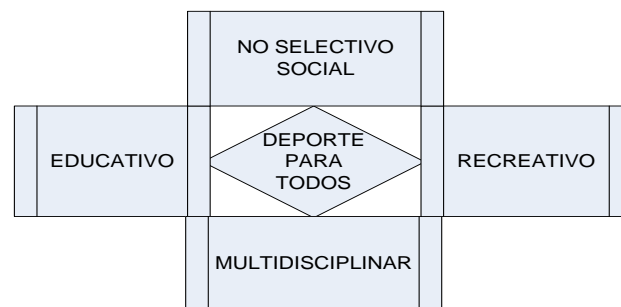 NO SELECTIVO
SOCIAL
EDUCATIVO
DEPORTE
PARA
TODOS
RECREATIVO
MULTIDISCIPLINAR